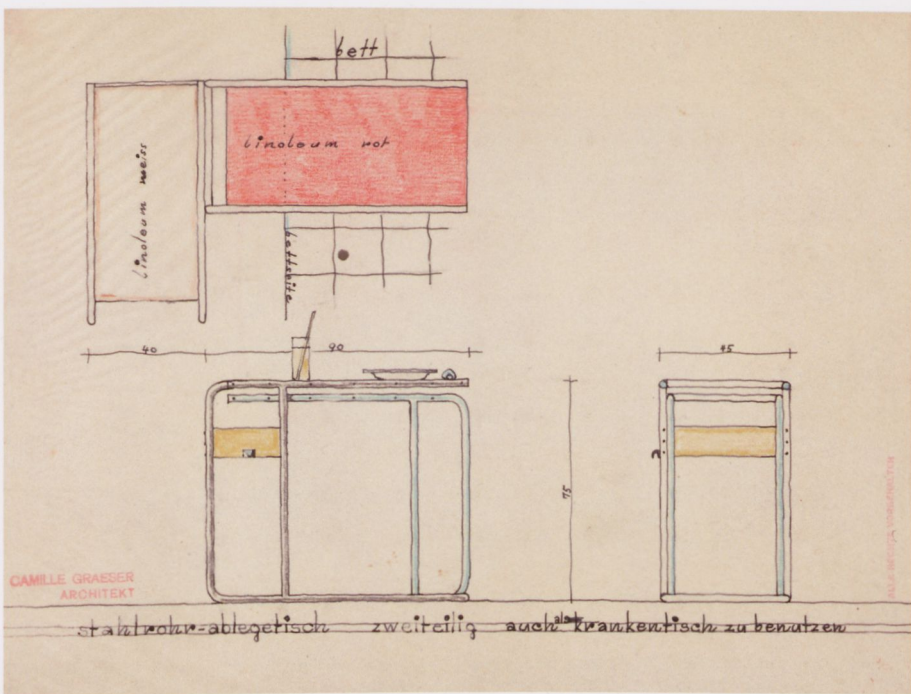 bett
linoleum rot
linoleum weiss
bettseite
40
90
45
75
CAMILLE GRAESER
ARCHITEKT
stahlrohr-ablegetisch zweiteilig auch als krankentisch zu benutzen